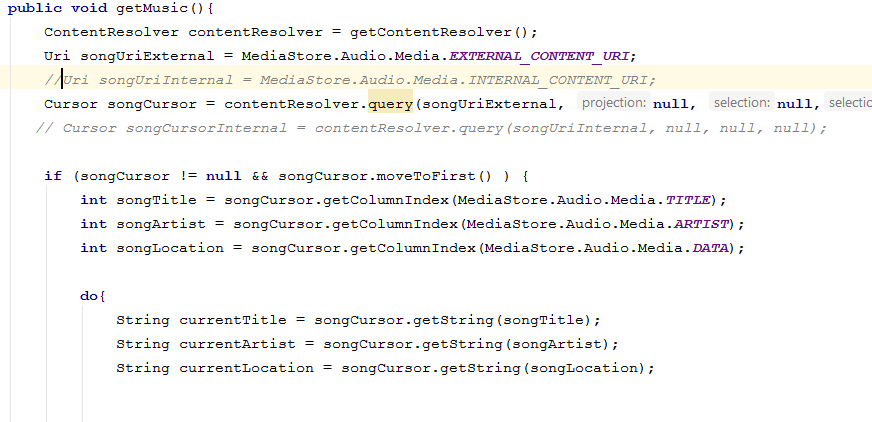 public void getMusic(){
ContentResolver contentResolver = getContentResolver();
Uri songUriExternal = MediaStore.Audio.Media.EXTERNAL_CONTENT_URI;
//Uri songUriInternal = MediaStore.Audio.Media.INTERNAL_CONTENT_URI;
Cursor songCursor = contentResolver.query(songUriExternal, projection: null, selection: null, selectio
// Cursor songCursorInternal = contentResolver.query(songUriInternal, null, null, null);
if (songCursor != null && songCursor.moveToFirst() ) {
int songTitle = songCursor.getColumnIndex(MediaStore.Audio.Media.TITLE);
int songArtist = songCursor.getColumnIndex(MediaStore.Audio.Media.ARTIST);
int songLocation = songCursor.getColumnIndex(MediaStore.Audio.Media.DATA);
do{
String currentTitle = songCursor.getString(songTitle);
String currentArtist = songCursor.getString(songArtist);
String currentLocation = songCursor.getString(songLocation);